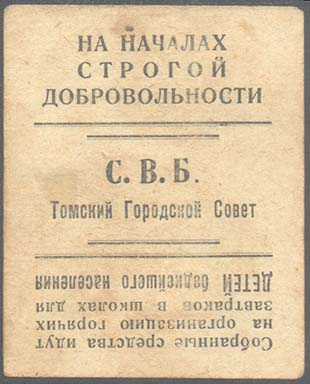 НА НАЧАЛАХ
СТРОГОЙ
ДОБРОВОЛЬНОСТИ
С. В. Б.
Томский Городской Совет
Собранные средства идут
на организацию горячих
завтраков в школах для
ДЕТЕЙ беднейшего населения